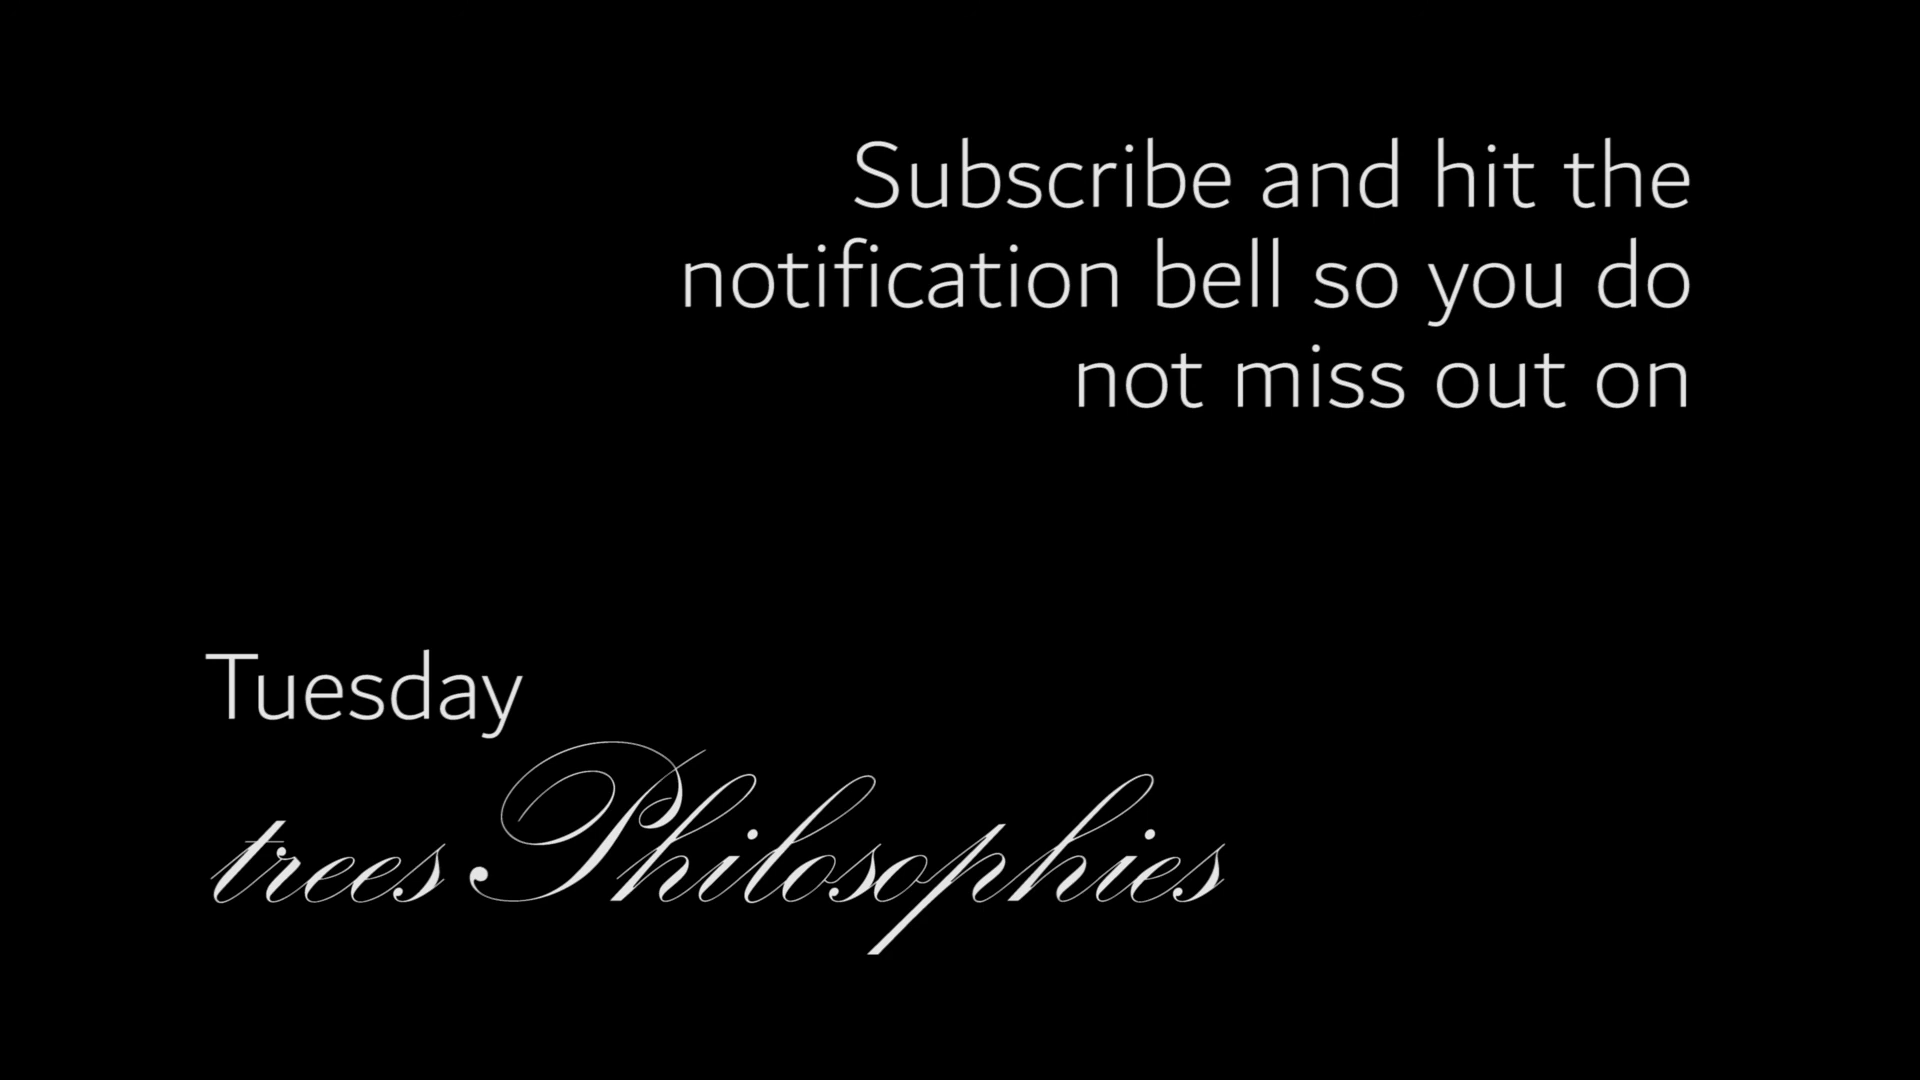 Subscribe and hit the
notification bell so you do
not miss out on
Tuesday
trees Philosophies